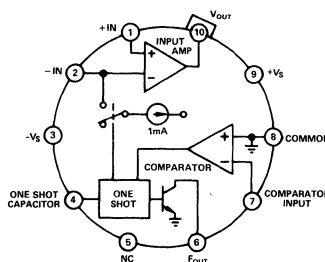 +IN
VOUT
1
10
INPUT
AMP
+
−
−IN
2
9
+VS
-VS
3
1mA
8
COMMON
+
−
COMPARATOR
ONE SHOT
CAPACITOR
4
ONE
SHOT
7
COMPARATOR
INPUT
5
NC
6
FOUT